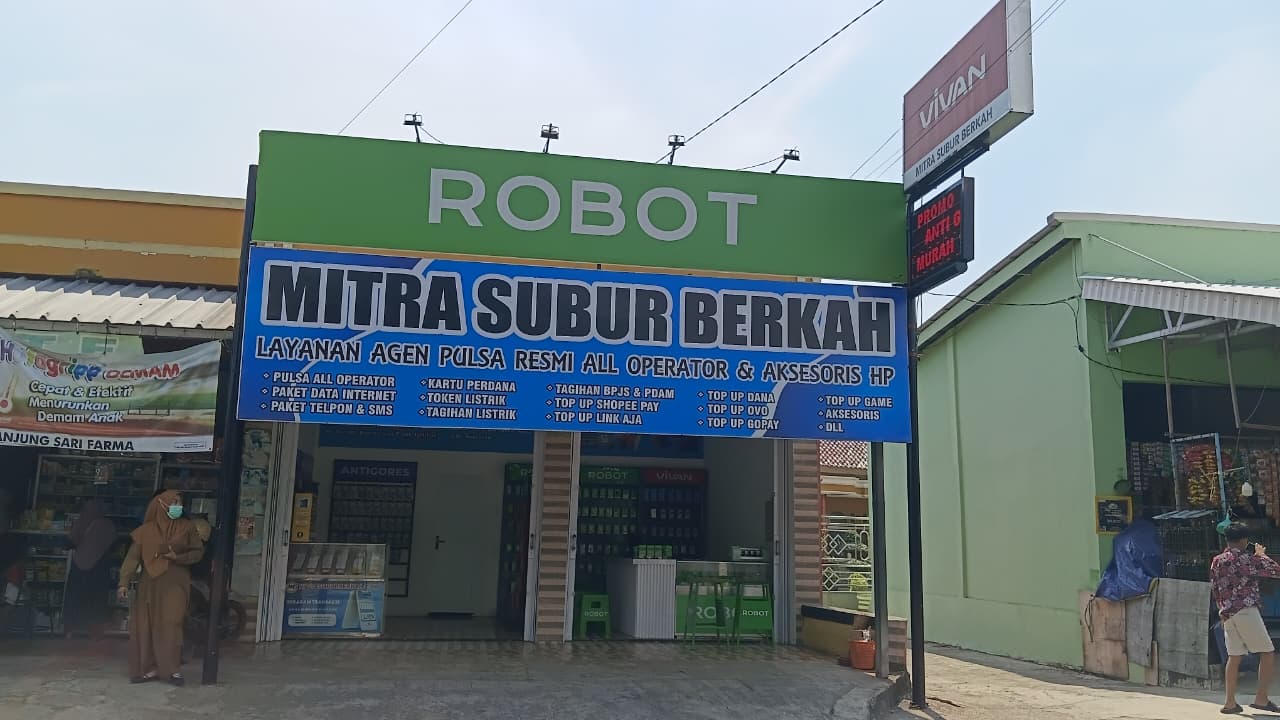 ROBOT
VIVAN
MITRA SUBUR BERKAH
PROMO
ANTI G
MURAH
MITRA SUBUR BERKAH
LAYANAN AGEN PULSA RESMI ALL OPERATOR & AKSESORIS HP
• PULSA ALL OPERATOR
• PAKET DATA INTERNET
• PAKET TELPON & SMS
• KARTU PERDANA
• TOKEN LISTRIK
• TAGIHAN LISTRIK
• TAGIHAN BPJS & PDAM
• TOP UP SHOPEE PAY
• TOP UP LINK AJA
• TOP UP DANA
• TOP UP OVO
• TOP UP GOPAY
• TOP UP GAME
• AKSESORIS
• DLL
DEMAM
Cepat & Efektif
Menurunkan
Demam Anak
ANJUNG SARI FARMA
ANTIGORES
ROBOT
VIVAN
ROBOT
ROBOT